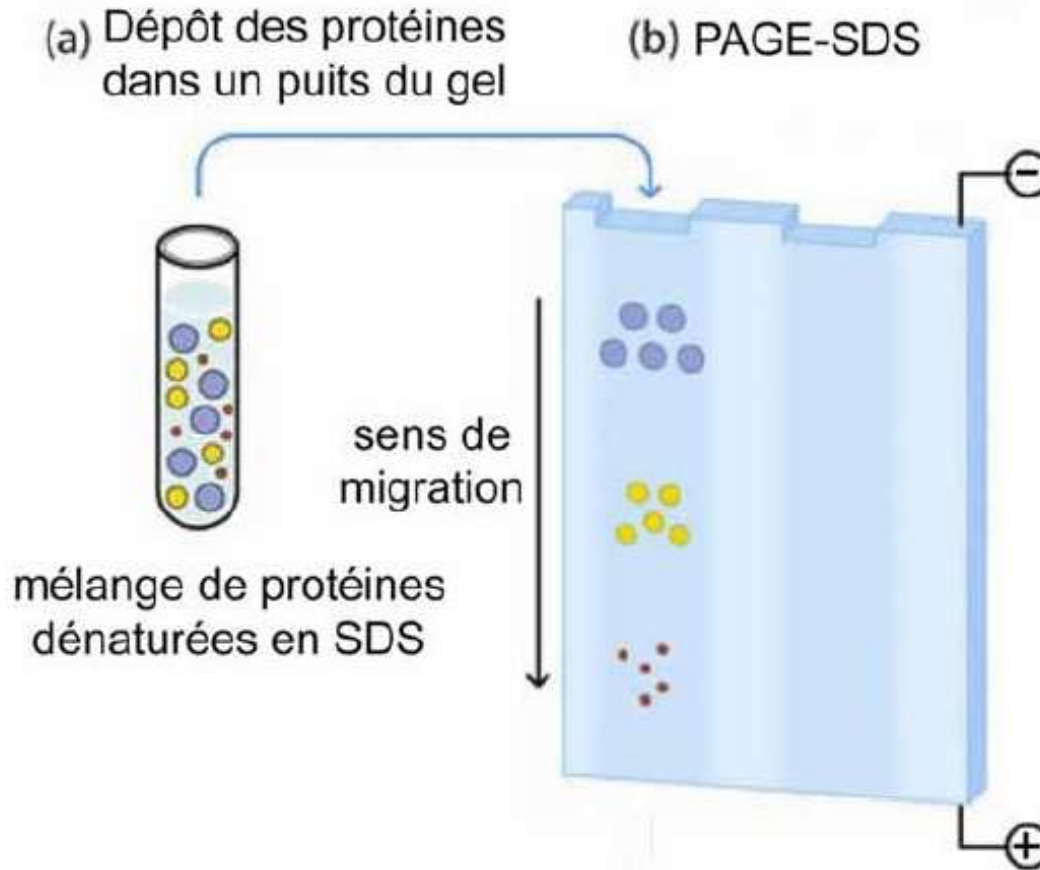 (a) Dépôt des protéines
dans un puits du gel
(b) PAGE-SDS
−
sens de
migration
mélange de protéines
dénaturées en SDS
+